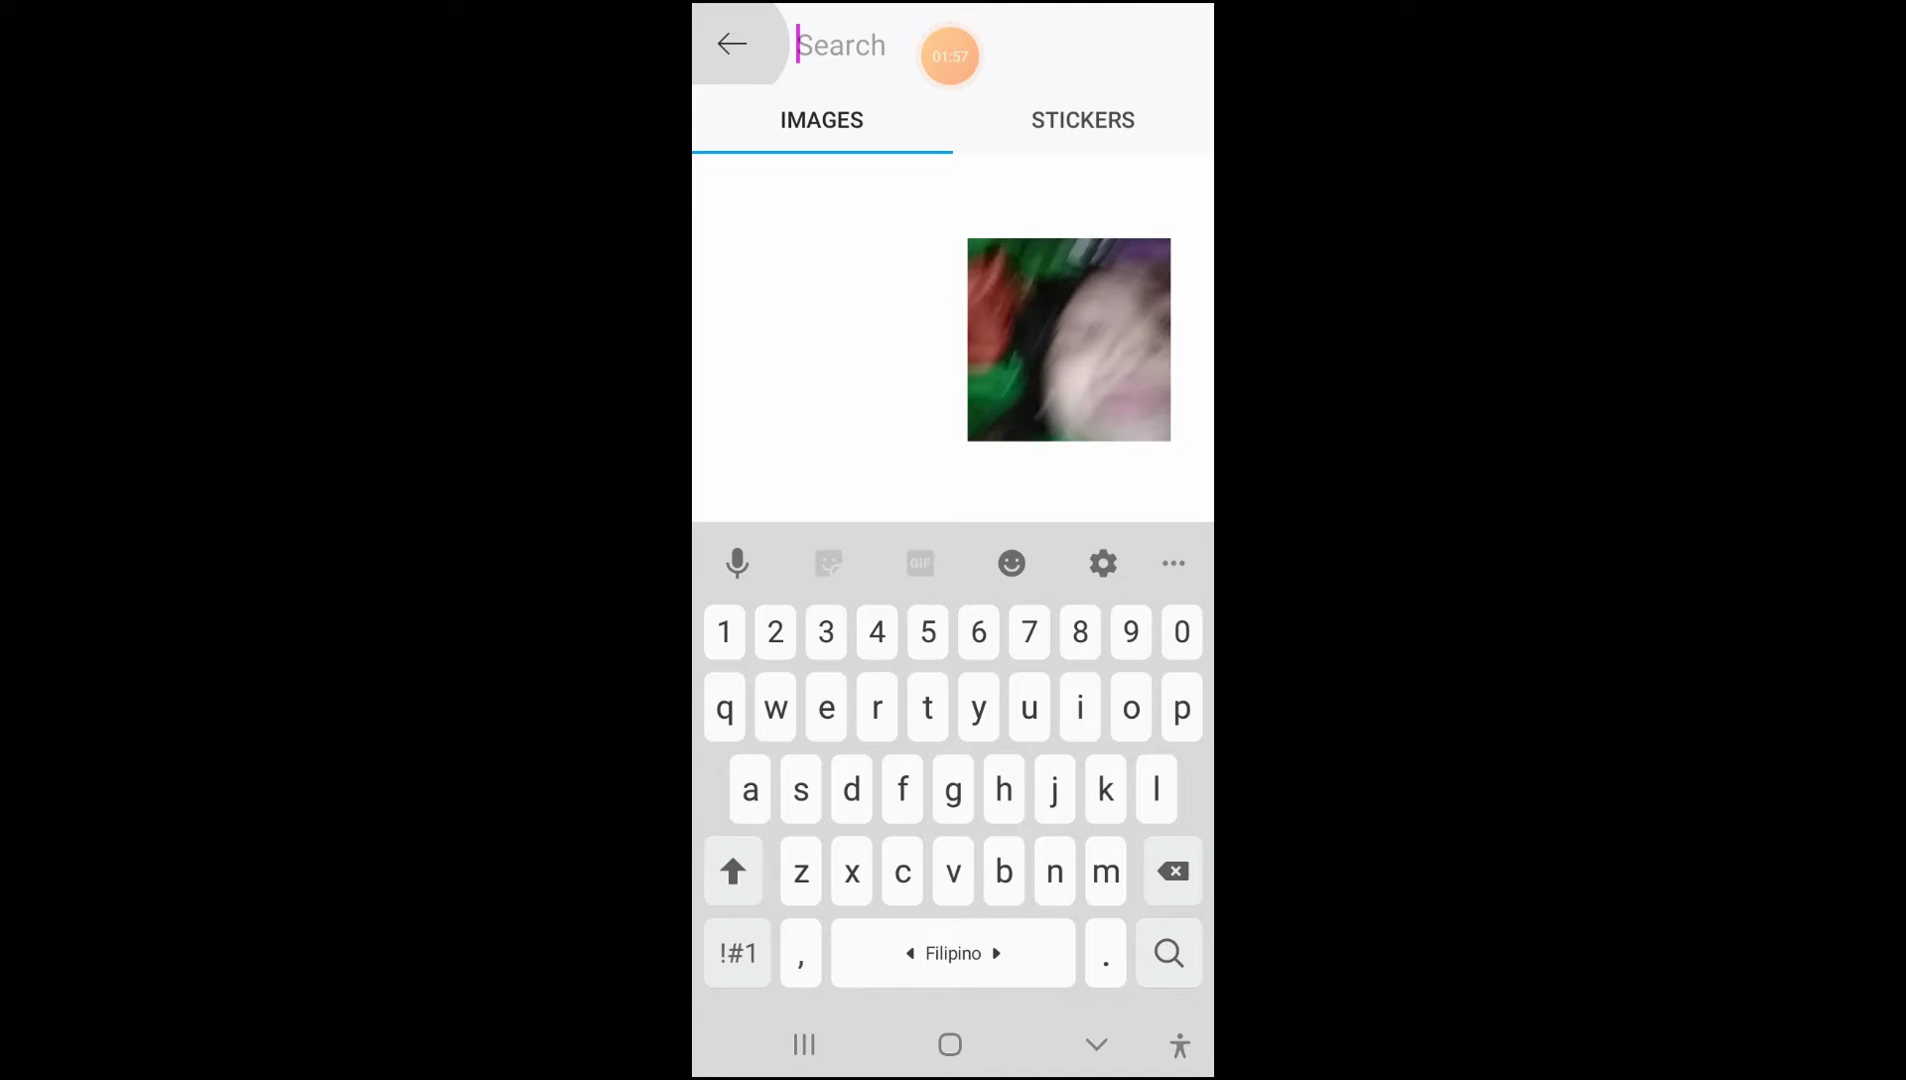 Search
01:57
IMAGES
STICKERS
GIF
1 2 3 4 5 6 7 8 9 0
q w e r t y u i o p
a s d f g h j k l
z x c v b n m
!#1 , Filipino .